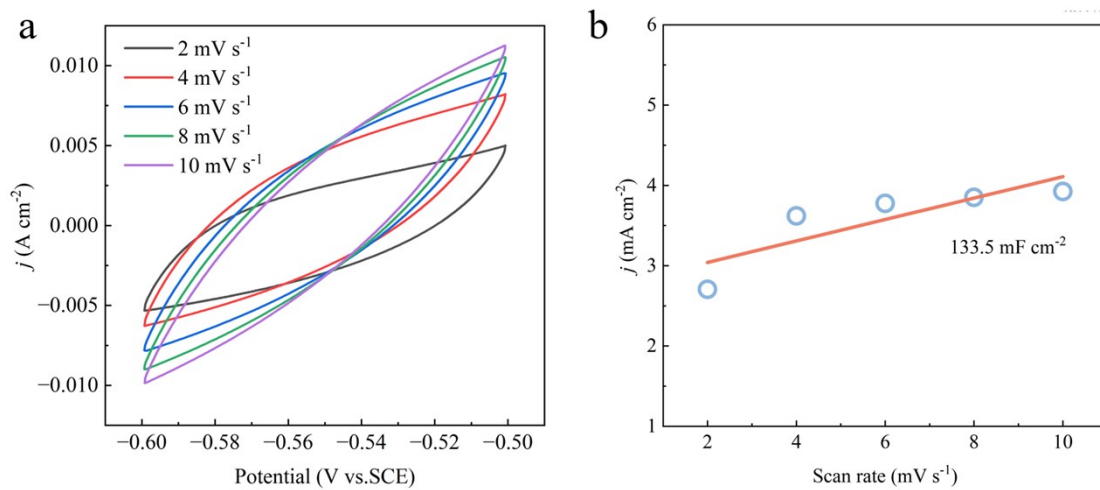 a
2 mV s⁻¹
4 mV s⁻¹
6 mV s⁻¹
8 mV s⁻¹
10 mV s⁻¹
0.010
0.005
0.000
−0.005
−0.010
j (A cm⁻²)
−0.60 −0.58 −0.56 −0.54 −0.52 −0.50
Potential (V vs.SCE)
b
6
5
4
3
2
1
j (mA cm⁻²)
133.5 mF cm⁻²
2 4 6 8 10
Scan rate (mV s⁻¹)